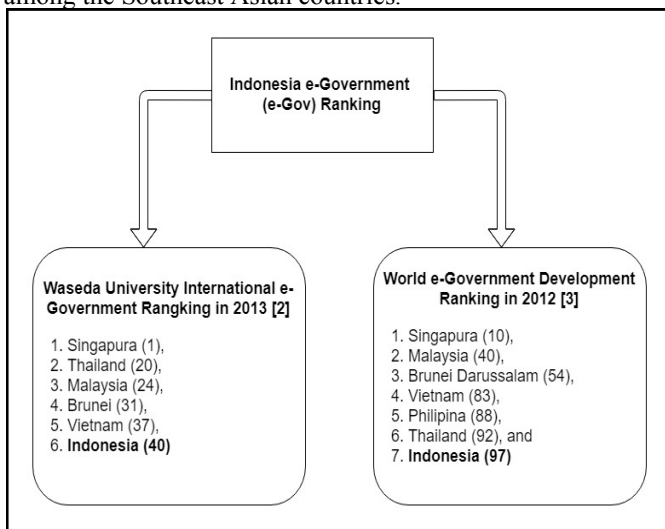 among the Southeast Asian countries.
Indonesia e-Government
(e-Gov) Ranking
Waseda University International e-
Government Rangking in 2013 [2]
1. Singapura (1),
2. Thailand (20),
3. Malaysia (24),
4. Brunei (31),
5. Vietnam (37),
6. Indonesia (40)
World e-Government Development
Ranking in 2012 [3]
1. Singapura (10),
2. Malaysia (40),
3. Brunei Darussalam (54),
4. Vietnam (83),
5. Philipina (88),
6. Thailand (92), and
7. Indonesia (97)